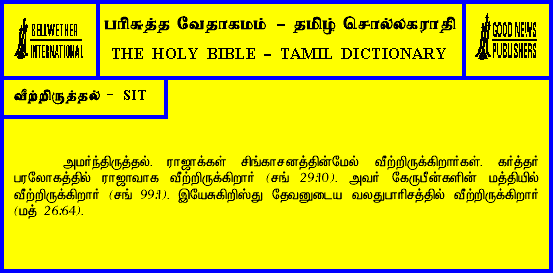 BELLWETHER
INTERNATIONAL
பரிசுத்த வேதாகமம் - தமிழ் சொல்லகராதி
THE HOLY BIBLE - TAMIL DICTIONARY
GOOD NEWS
PUBLISHERS
வீற்றிருத்தல் - SIT
அமர்ந்திருத்தல். ராஜாக்கள் சிங்காசனத்தின்மேல் வீற்றிருக்கிறார்கள். கர்த்தர்
பரலோகத்தில் ராஜாவாக வீற்றிருக்கிறார் (சங் 29:10). அவர் கேருபீன்களின் மத்தியில்
வீற்றிருக்கிறார் (சங் 99:1). இயேசுகிறிஸ்து தேவனுடைய வலதுபாரிசத்தில் வீற்றிருக்கிறார்
(மத் 26:64).